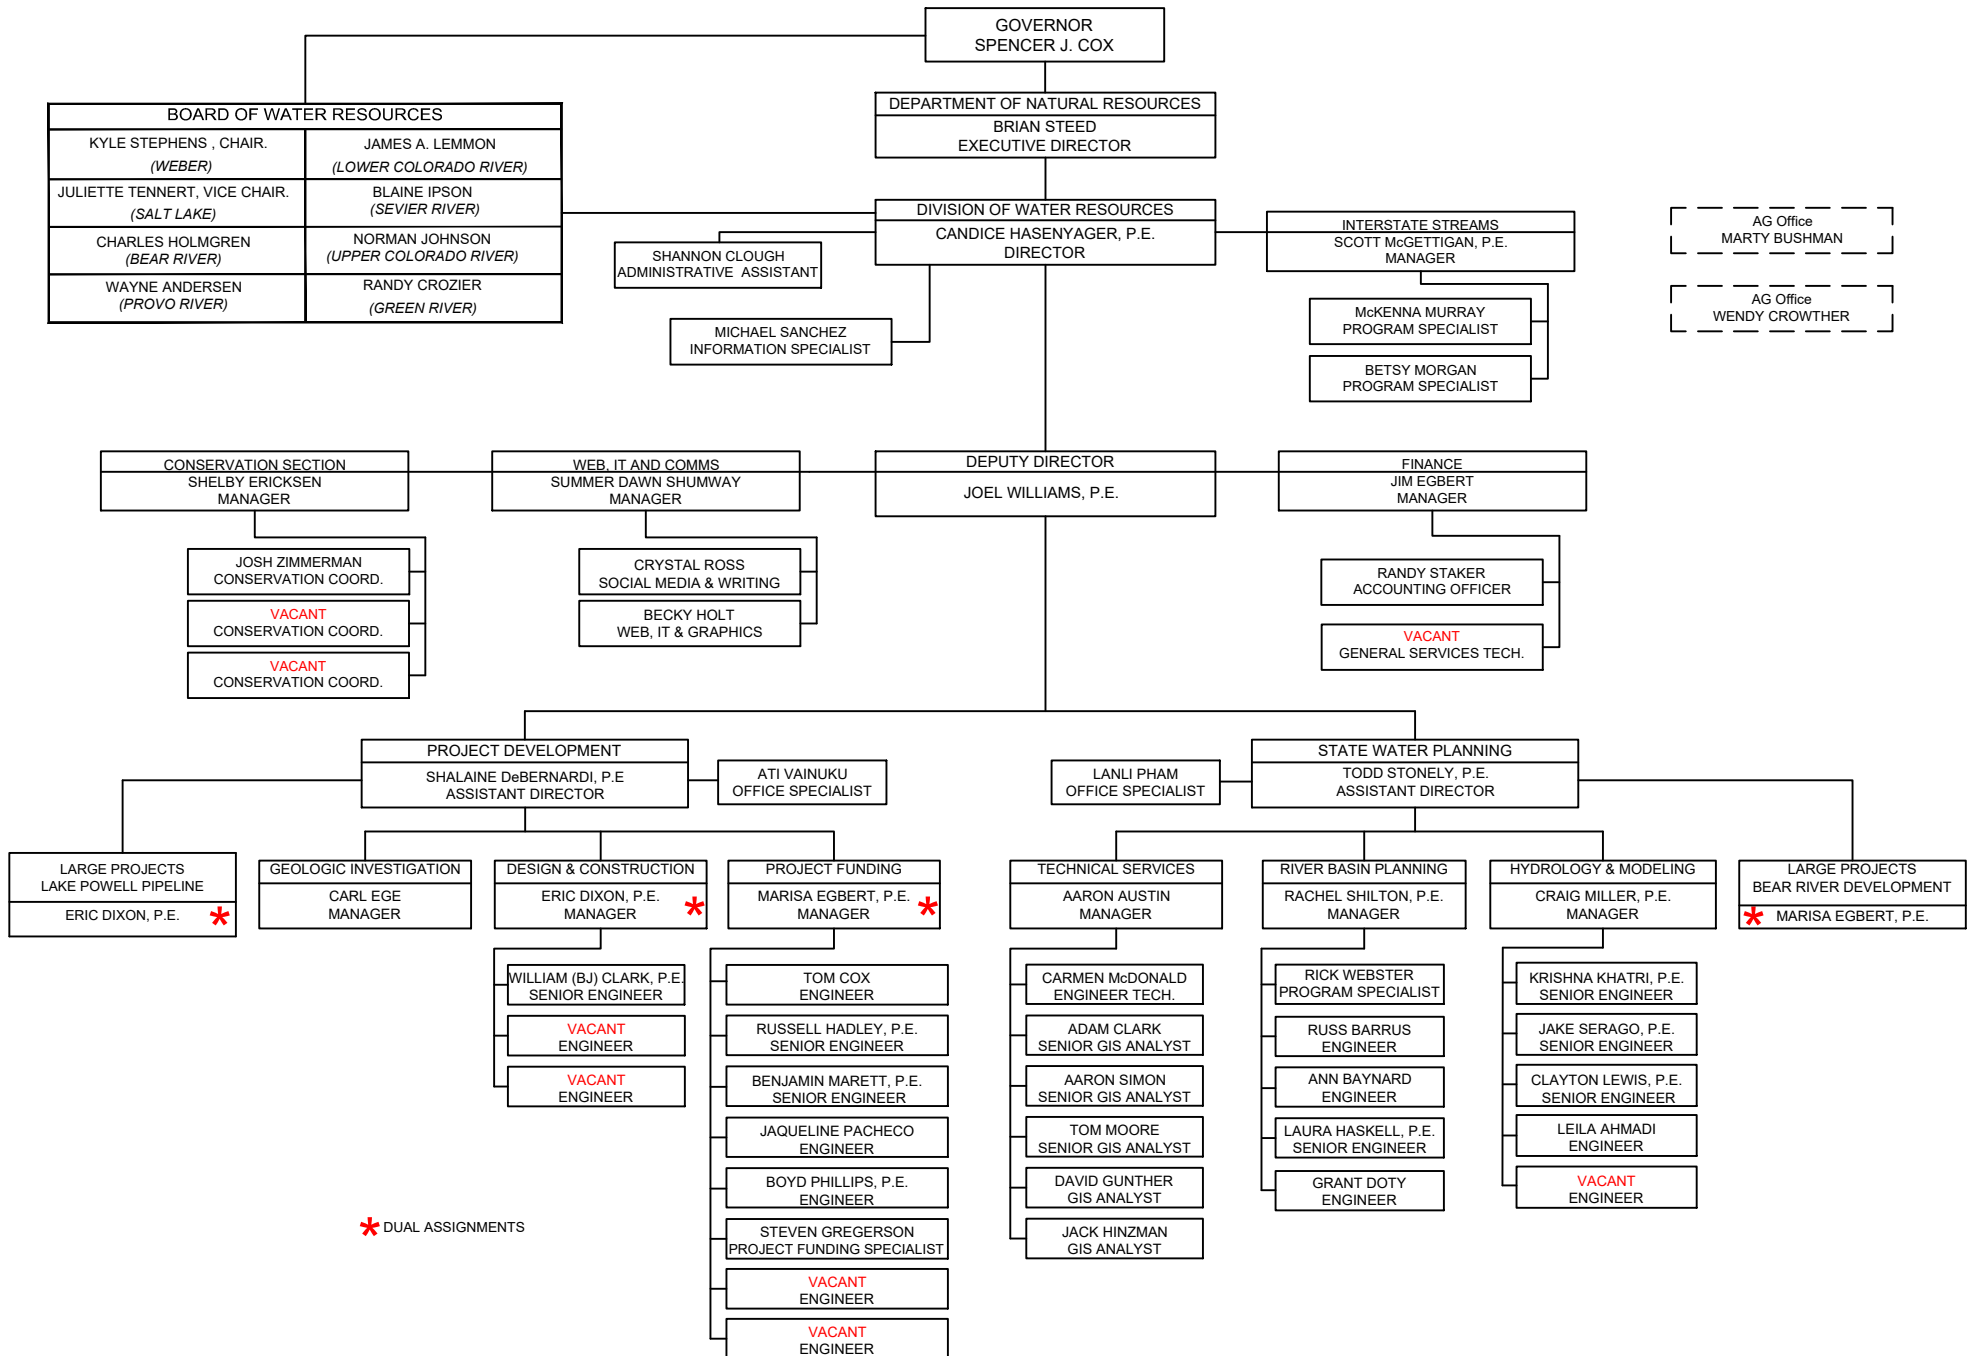 GOVERNOR
SPENCER J. COX
BOARD OF WATER RESOURCES
KYLE STEPHENS , CHAIR.
(WEBER)
JAMES A. LEMMON
(LOWER COLORADO RIVER)
JULIETTE TENNERT, VICE CHAIR.
(SALT LAKE)
BLAINE IPSON
(SEVIER RIVER)
CHARLES HOLMGREN
(BEAR RIVER)
NORMAN JOHNSON
(UPPER COLORADO RIVER)
WAYNE ANDERSEN
(PROVO RIVER)
RANDY CROZIER
(GREEN RIVER)
DEPARTMENT OF NATURAL RESOURCES
BRIAN STEED
EXECUTIVE DIRECTOR
DIVISION OF WATER RESOURCES
CANDICE HASENYAGER, P.E.
DIRECTOR
SHANNON CLOUGH
ADMINISTRATIVE ASSISTANT
MICHAEL SANCHEZ
INFORMATION SPECIALIST
INTERSTATE STREAMS
SCOTT McGETTIGAN, P.E.
MANAGER
McKENNA MURRAY
PROGRAM SPECIALIST
BETSY MORGAN
PROGRAM SPECIALIST
AG Office
MARTY BUSHMAN
AG Office
WENDY CROWTHER
CONSERVATION SECTION
SHELBY ERICKSEN
MANAGER
JOSH ZIMMERMAN
CONSERVATION COORD.
VACANT
CONSERVATION COORD.
VACANT
CONSERVATION COORD.
WEB, IT AND COMMS
SUMMER DAWN SHUMWAY
MANAGER
CRYSTAL ROSS
SOCIAL MEDIA & WRITING
BECKY HOLT
WEB, IT & GRAPHICS
DEPUTY DIRECTOR
JOEL WILLIAMS, P.E.
FINANCE
JIM EGBERT
MANAGER
RANDY STAKER
ACCOUNTING OFFICER
VACANT
GENERAL SERVICES TECH.
PROJECT DEVELOPMENT
SHALAINE DeBERNARDI, P.E
ASSISTANT DIRECTOR
ATI VAINUKU
OFFICE SPECIALIST
LANLI PHAM
OFFICE SPECIALIST
STATE WATER PLANNING
TODD STONELY, P.E.
ASSISTANT DIRECTOR
LARGE PROJECTS
LAKE POWELL PIPELINE
ERIC DIXON, P.E. *
GEOLOGIC INVESTIGATION
CARL EGE
MANAGER
DESIGN & CONSTRUCTION
ERIC DIXON, P.E.
MANAGER *
WILLIAM (BJ) CLARK, P.E.
SENIOR ENGINEER
VACANT
ENGINEER
VACANT
ENGINEER
PROJECT FUNDING
MARISA EGBERT, P.E.
MANAGER *
TOM COX
ENGINEER
RUSSELL HADLEY, P.E.
SENIOR ENGINEER
BENJAMIN MARETT, P.E.
SENIOR ENGINEER
JAQUELINE PACHECO
ENGINEER
BOYD PHILLIPS, P.E.
ENGINEER
STEVEN GREGERSON
PROJECT FUNDING SPECIALIST
VACANT
ENGINEER
VACANT
ENGINEER
TECHNICAL SERVICES
AARON AUSTIN
MANAGER
CARMEN McDONALD
ENGINEER TECH.
ADAM CLARK
SENIOR GIS ANALYST
AARON SIMON
SENIOR GIS ANALYST
TOM MOORE
SENIOR GIS ANALYST
DAVID GUNTHER
GIS ANALYST
JACK HINZMAN
GIS ANALYST
RIVER BASIN PLANNING
RACHEL SHILTON, P.E.
MANAGER
RICK WEBSTER
PROGRAM SPECIALIST
RUSS BARRUS
ENGINEER
ANN BAYNARD
ENGINEER
LAURA HASKELL, P.E.
SENIOR ENGINEER
GRANT DOTY
ENGINEER
HYDROLOGY & MODELING
CRAIG MILLER, P.E.
MANAGER
KRISHNA KHATRI, P.E.
SENIOR ENGINEER
JAKE SERAGO, P.E.
SENIOR ENGINEER
CLAYTON LEWIS, P.E.
SENIOR ENGINEER
LEILA AHMADI
ENGINEER
VACANT
ENGINEER
LARGE PROJECTS
BEAR RIVER DEVELOPMENT
* MARISA EGBERT, P.E.
* DUAL ASSIGNMENTS